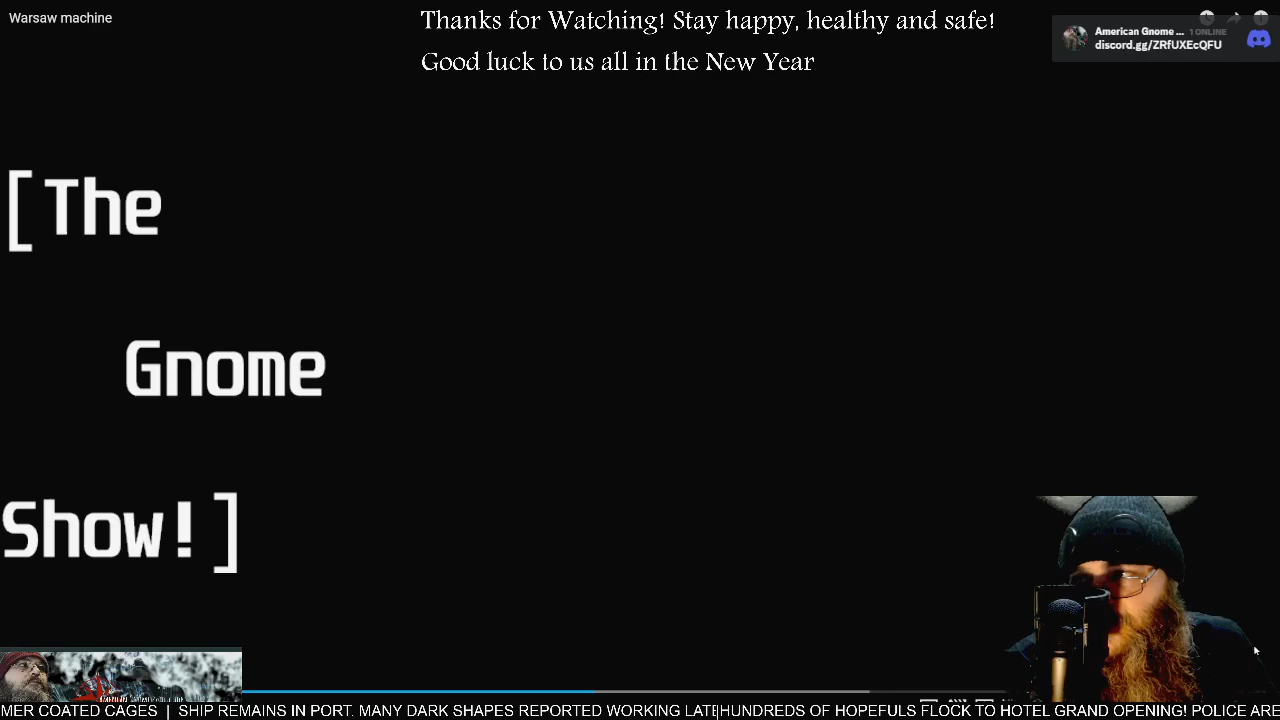 Warsaw machine
Thanks for Watching! Stay happy, healthy and safe!
Good luck to us all in the New Year
American Gnome ... 1 ONLINE
discord.gg/ZRfUXEcQFU
[The
Gnome
Show!]
MER COATED CAGES | SHIP REMAINS IN PORT. MANY DARK SHAPES REPORTED WORKING LATE|HUNDREDS OF HOPEFULS FLOCK TO HOTEL GRAND OPENING! POLICE ARE